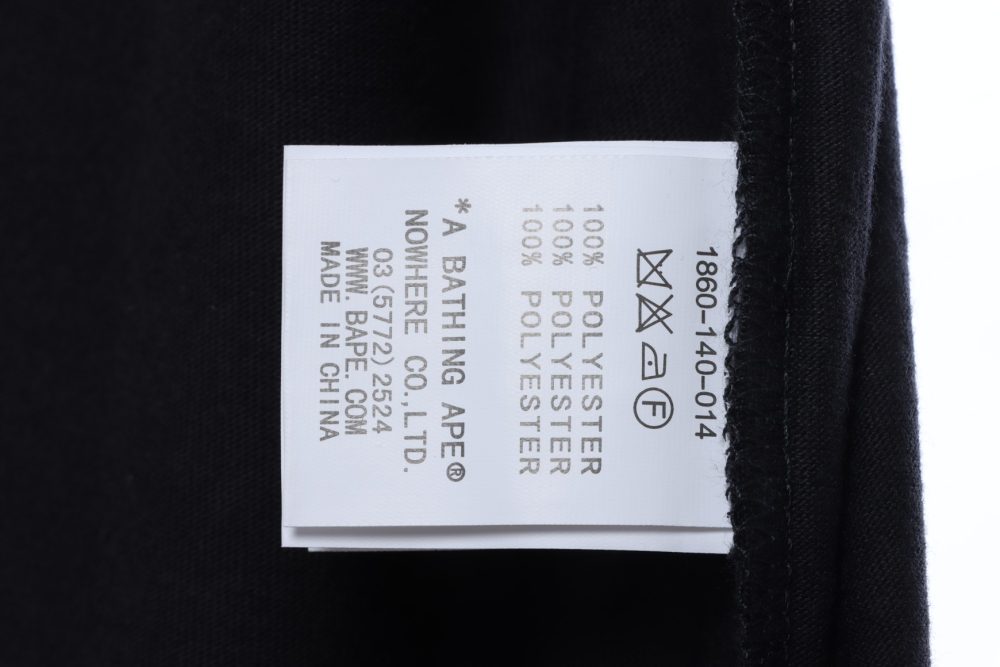 1860-140-014
F
100% POLYESTER
100% POLYESTER
100% POLYESTER
*A BATHING APE®
NOWHERE CO.,LTD.
03(5772)2524
WWW.BAPE.COM
MADE IN CHINA